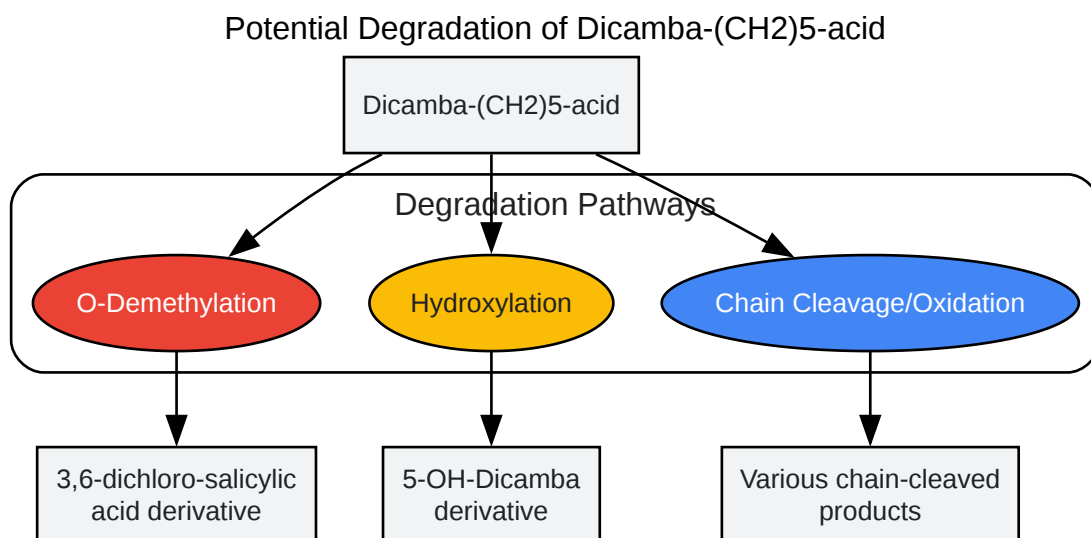 Potential Degradation of Dicamba-(CH2)5-acid
Dicamba-(CH2)5-acid
Degradation Pathways
O-Demethylation
Hydroxylation
Chain Cleavage/Oxidation
3,6-dichloro-salicylic
acid derivative
5-OH-Dicamba
derivative
Various chain-cleaved
products